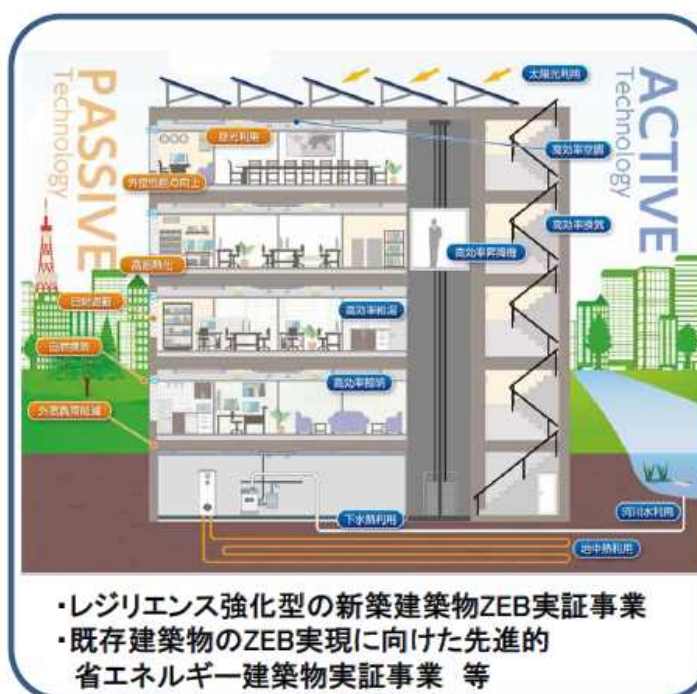 PASSIVE
Technology
ACTIVE
Technology
太陽光利用
昼光利用
高効率空調
外皮性能の向上
高効率換気
高断熱化
高効率昇降機
日射遮蔽
高効率給湯
自然換気
高効率照明
外気負荷削減
下水熱利用
河川水利用
地中熱利用
・レジリエンス強化型の新築建築物ZEB実証事業
・既存建築物のZEB実現に向けた先進的
省エネルギー建築物実証事業 等